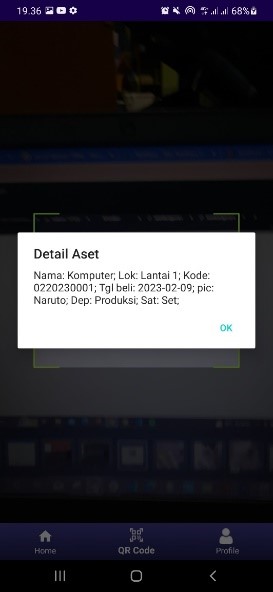 19.36
68%
Detail Aset
Nama: Komputer; Lok: Lantai 1; Kode:
0220230001; Tgl beli: 2023-02-09; pic:
Naruto; Dep: Produksi; Sat: Set;
OK
Home
QR Code
Profile